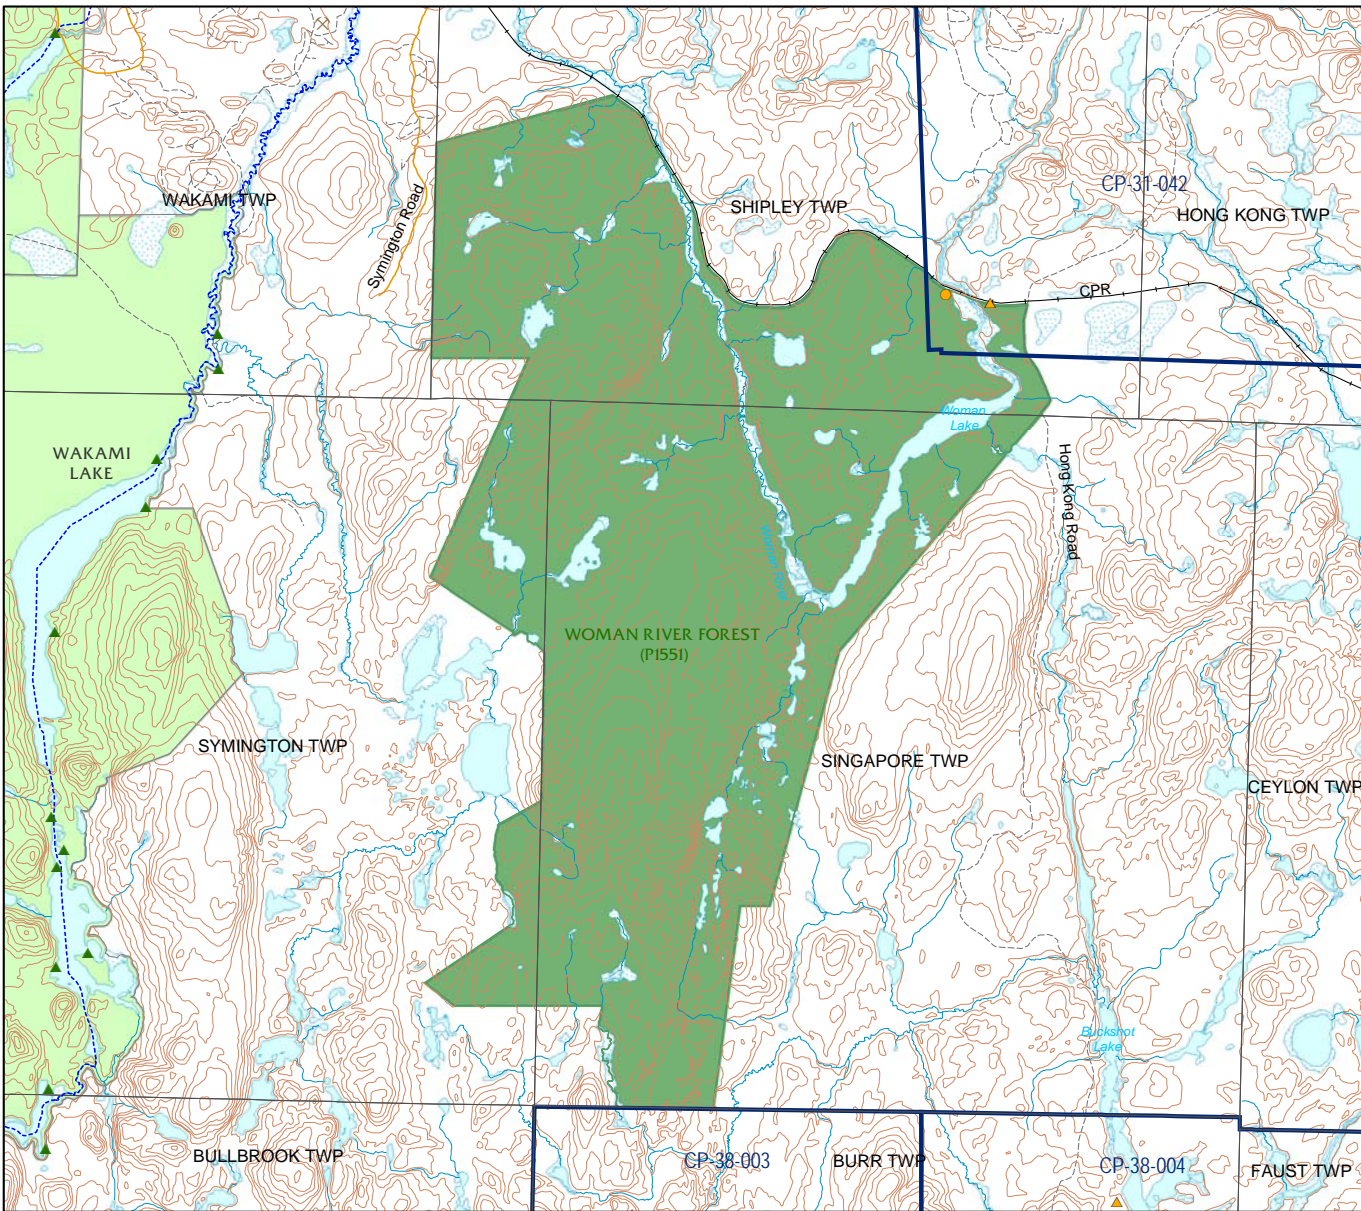 CP-31-042
WAKAMI TWP
SHIPLEY TWP
HONG KONG TWP
Symington Road
CPR
Woman
Lake
WAKAMI
LAKE
Hong Kong Road
WOMAN RIVER FOREST
(P1551)
SYMINGTON TWP
SINGAPORE TWP
CEYLON TWP
Buckshot
Lake
BULLBROOK TWP
CP-38-003
BURR TWP
CP-38-004
FAUST TWP